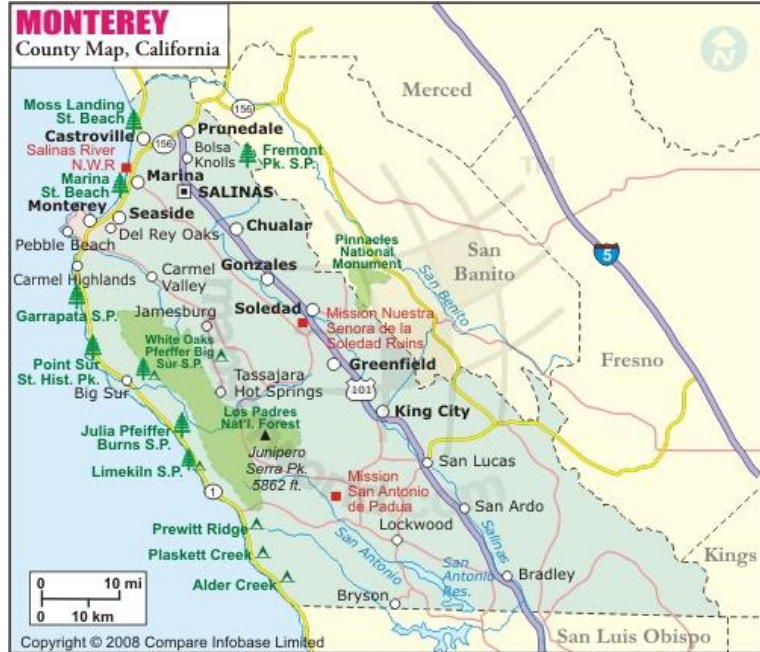 MONTEREY
County Map, California
N
Merced
Moss Landing
St. Beach
156
Castroville
156
Prunedale
Salinas River
N.W.R
Bolsa
Knolls
Fremont
Pk. S.P.
Marina
St. Beach
Marina
SALINAS
Monterey
Seaside
Del Rey Oaks
Pebble Beach
Chualar
Pinnacles
National
Monument
San
Banito
5
Carmel Highlands
Carmel
Valley
Gonzales
San Benito
Garrapata S.P.
Jamesburg
Soledad
Mission Nuestra
Senora de la
Soledad Ruins
White Oaks
Pferffer Big
Sur S.P.
Point Sur
St. Hist. Pk.
Greenfield
Fresno
Big Sur
Tassajara
Hot Springs
101
King City
Los Padres
Nat'l. Forest
Julia Pfeiffer
Burns S.P.
Junipero
Serra Pk.
5862 ft.
Limekiln S.P.
San Lucas
1
Mission
San Antonio
de Padua
San Ardo
Prewitt Ridge
Lockwood
Salinas
Plaskett Creek
San Antonio
San
Antonio
Res.
Kings
Alder Creek
Bradley
Bryson
0 10 mi
0 10 km
San Luis Obispo
Copyright © 2008 Compare Infobase Limited